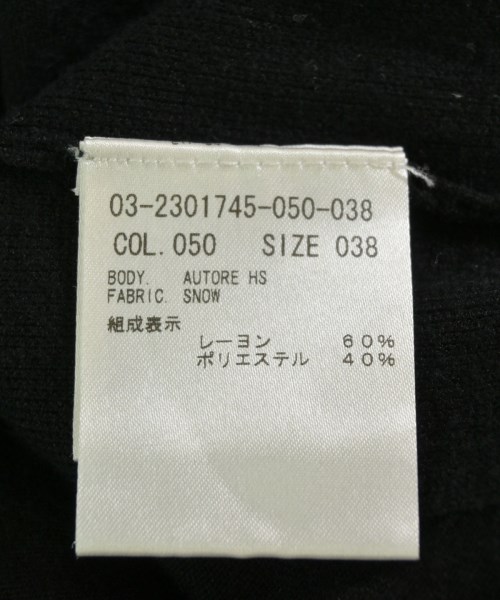 03-2301745-050-038
COL. 050 SIZE 038
BODY. AUTORE HS
FABRIC. SNOW
組成表示
レーヨン 60%
ポリエステル 40%